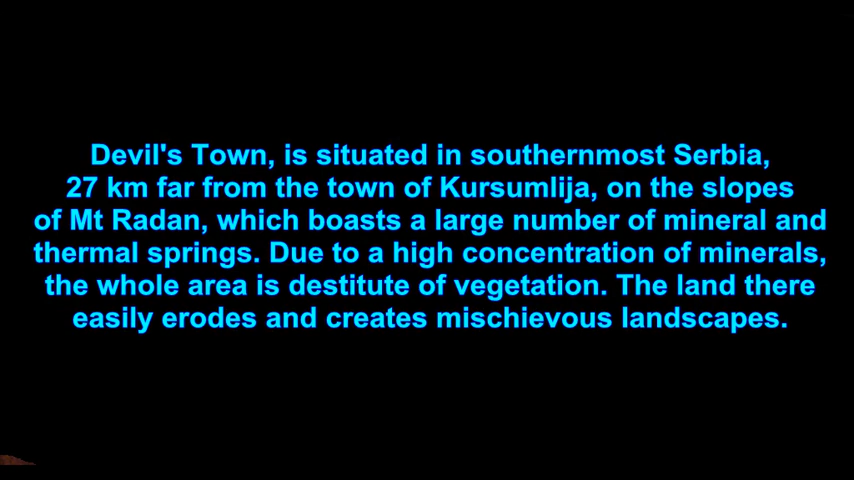 Devil's Town, is situated in southernmost Serbia,
27 km far from the town of Kursumlija, on the slopes
of Mt Radan, which boasts a large number of mineral and
thermal springs. Due to a high concentration of minerals,
the whole area is destitute of vegetation. The land there
easily erodes and creates mischievous landscapes.